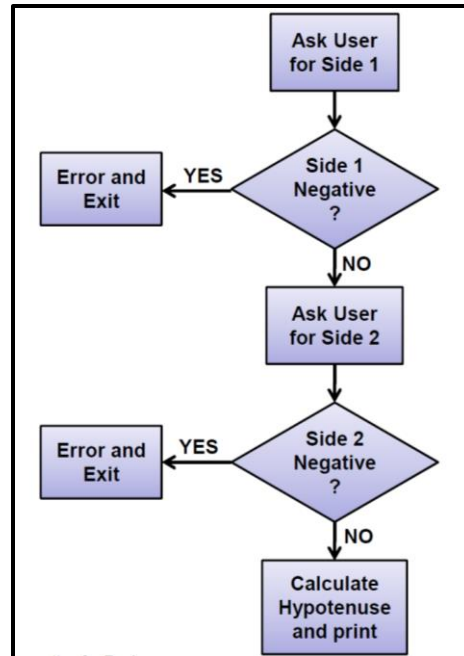 Ask User
for Side 1
Side 1
Negative
?
YES
Error and
Exit
NO
Ask User
for Side 2
Side 2
Negative
?
YES
Error and
Exit
NO
Calculate
Hypotenuse
and print